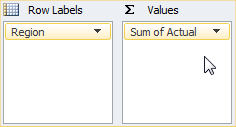 Row Labels
Σ Values
Region
Sum of Actual